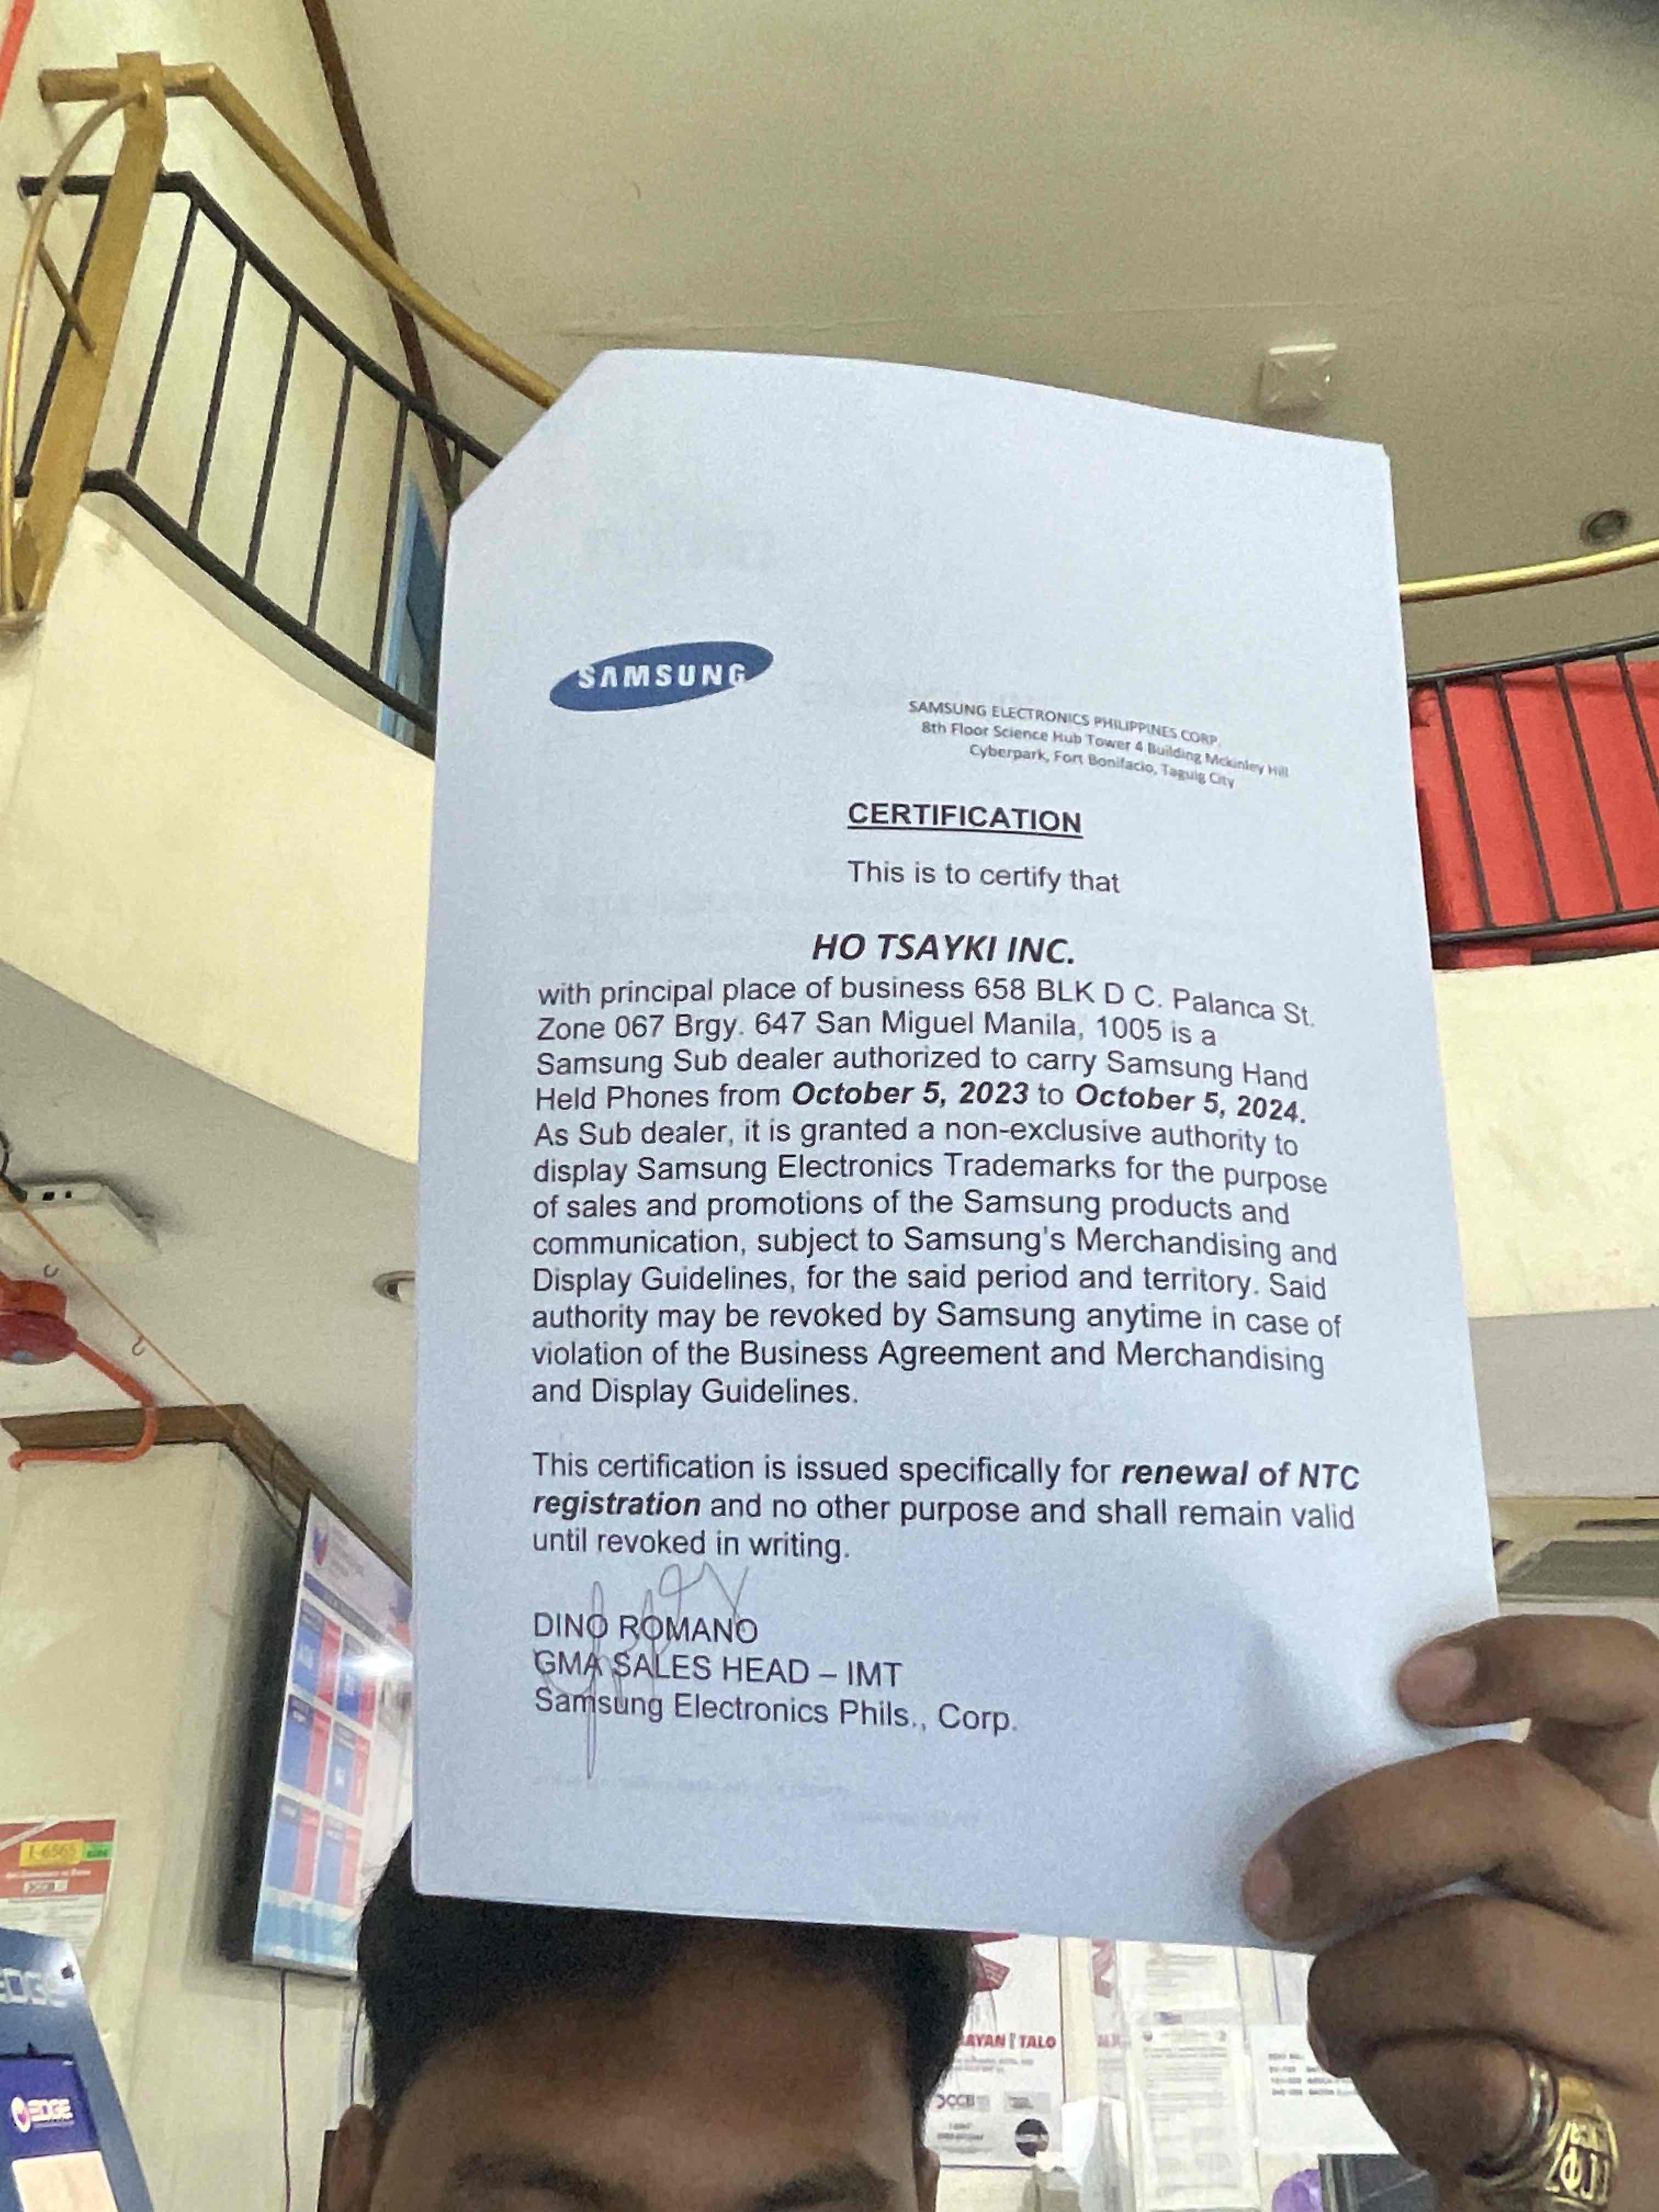 SAMSUNG
SAMSUNG ELECTRONICS PHILIPPINES CORP.
8th Floor Science Hub Tower 4 Building Mckinley Hill
Cyberpark, Fort Bonifacio, Taguig City
CERTIFICATION
This is to certify that
HO TSAYKI INC.
with principal place of business 658 BLK D C. Palanca St.
Zone 067 Brgy. 647 San Miguel Manila, 1005 is a
Samsung Sub dealer authorized to carry Samsung Hand
Held Phones from October 5, 2023 to October 5, 2024.
As Sub dealer, it is granted a non-exclusive authority to
display Samsung Electronics Trademarks for the purpose
of sales and promotions of the Samsung products and
communication, subject to Samsung's Merchandising and
Display Guidelines, for the said period and territory. Said
authority may be revoked by Samsung anytime in case of
violation of the Business Agreement and Merchandising
and Display Guidelines.
This certification is issued specifically for renewal of NTC
registration and no other purpose and shall remain valid
until revoked in writing.
DINO ROMANO
GMA SALES HEAD – IMT
Samsung Electronics Phils., Corp.
1-6565
EDGE
AYAN TALO